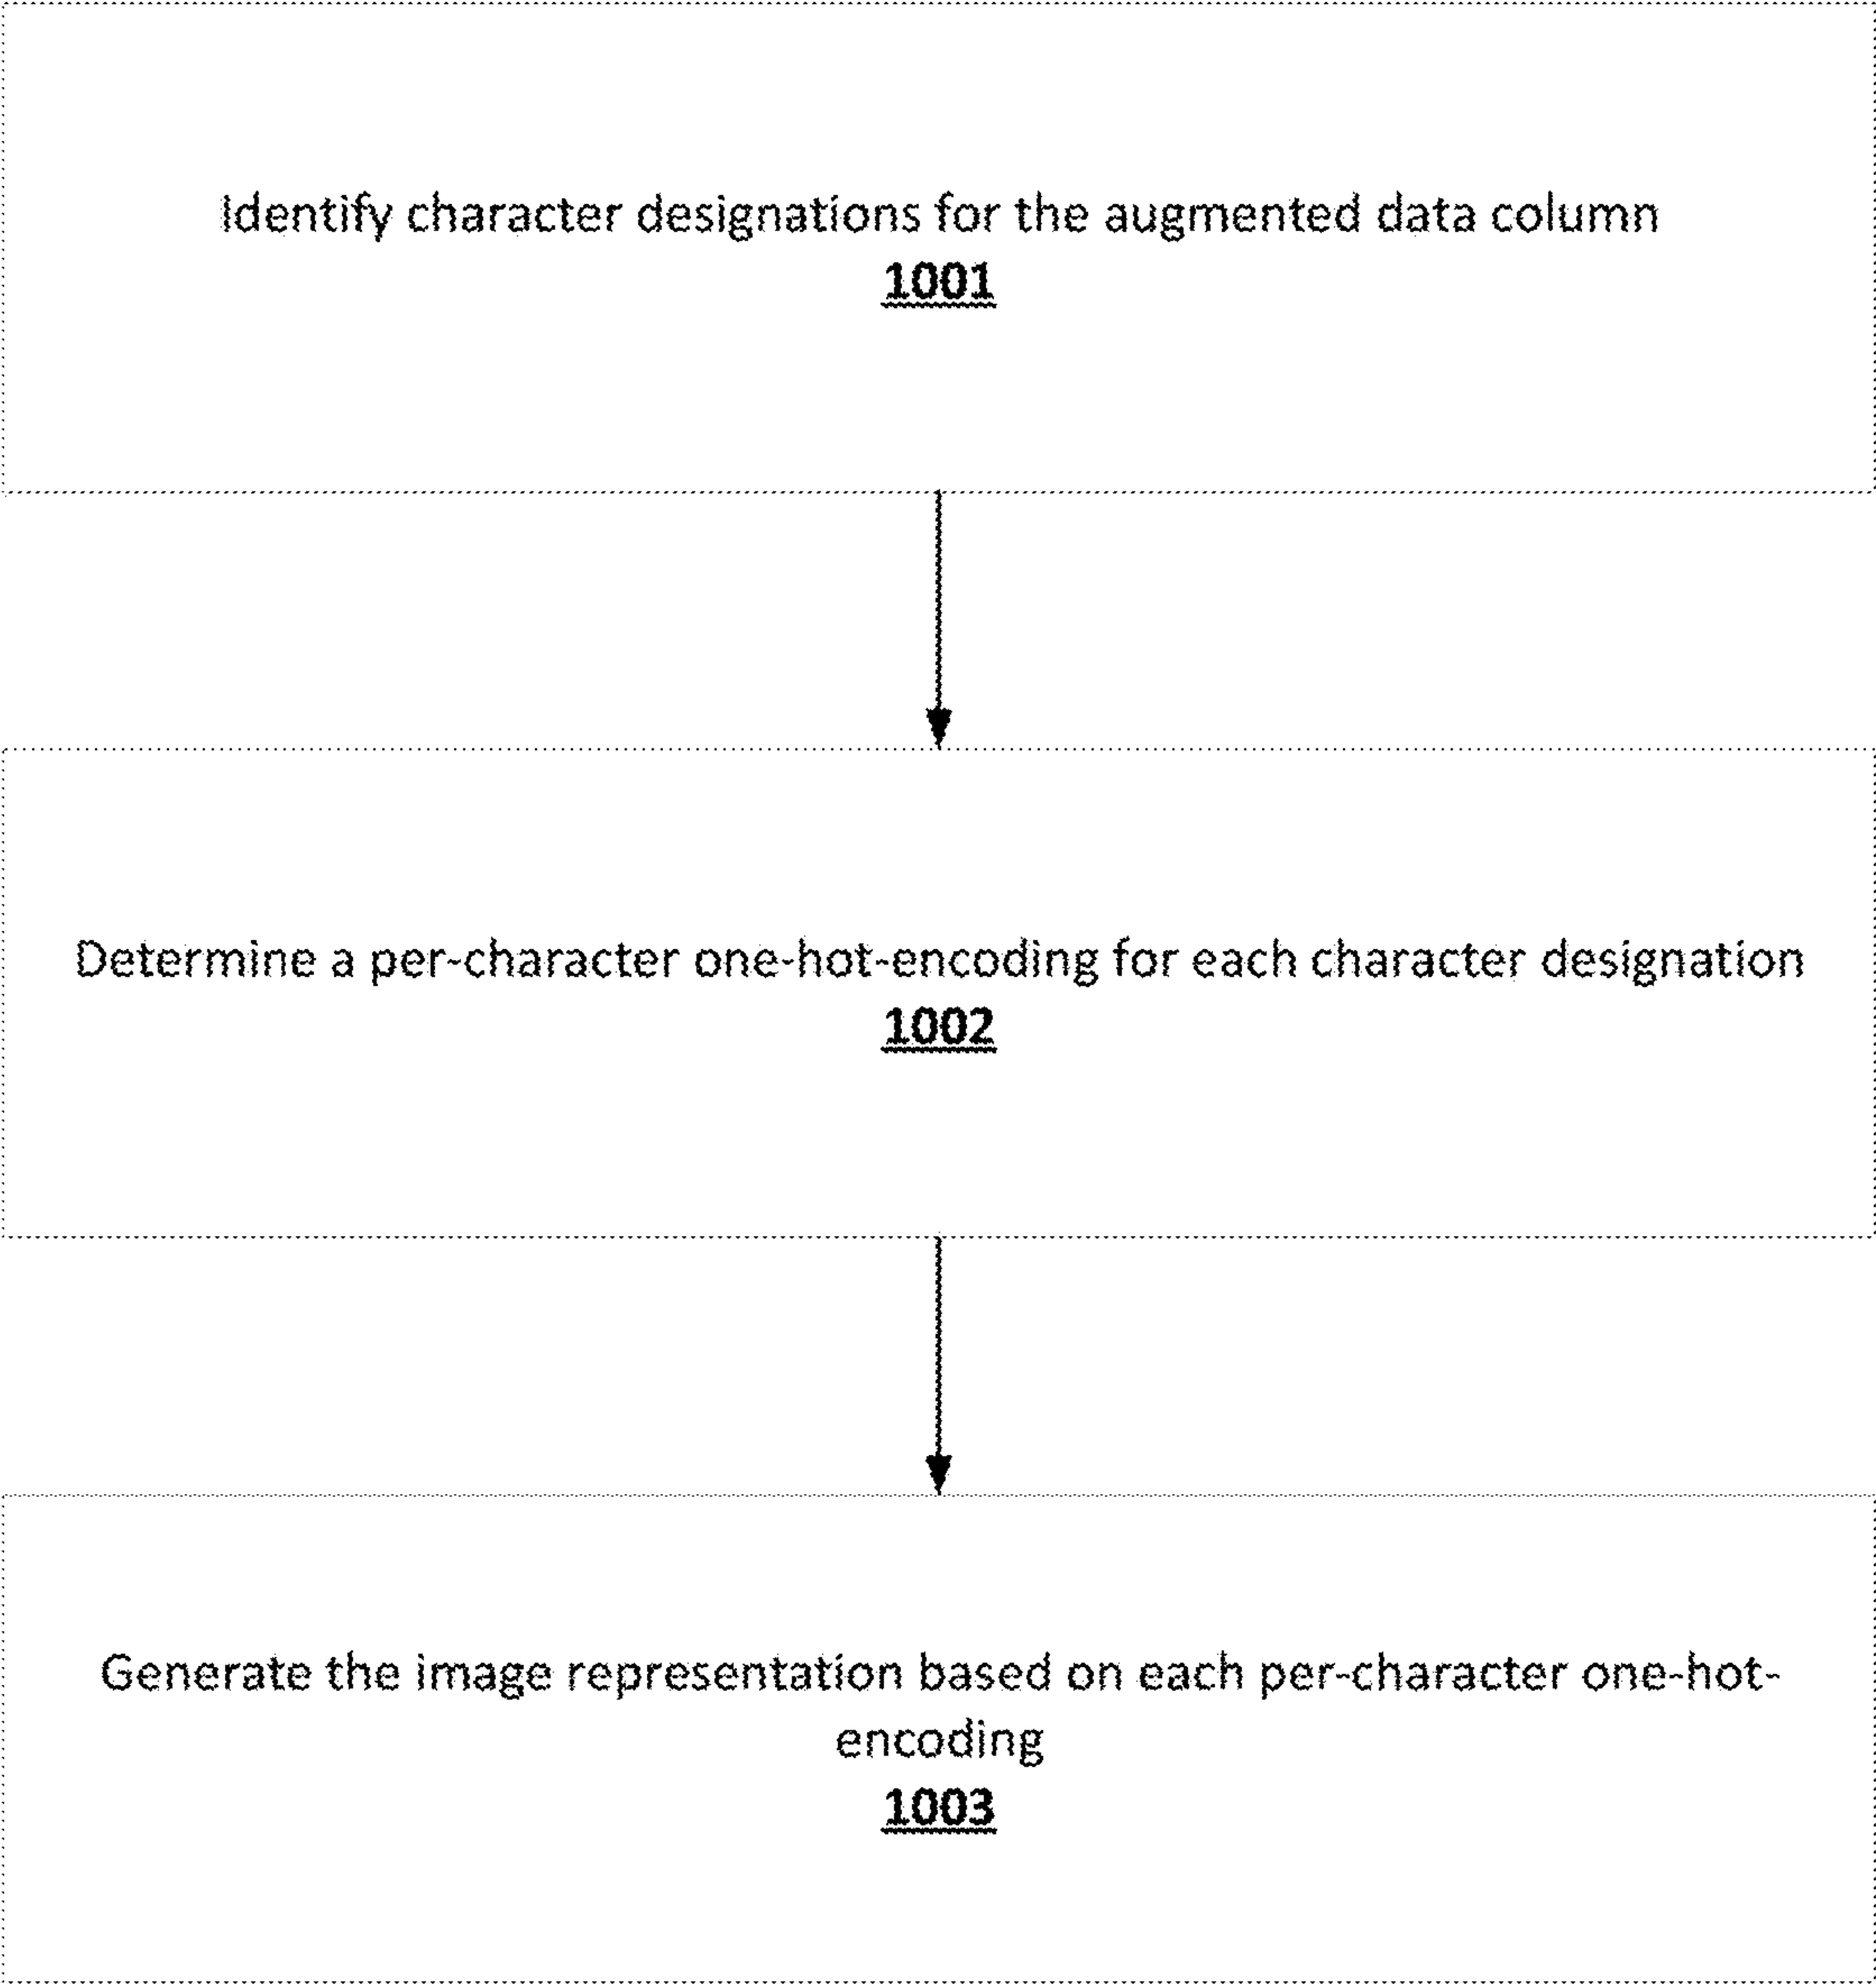 Identify character designations for the augmented data column
1001
Determine a per-character one-hot-encoding for each character designation
1002
Generate the image representation based on each per-character one-hot-
encoding
1003